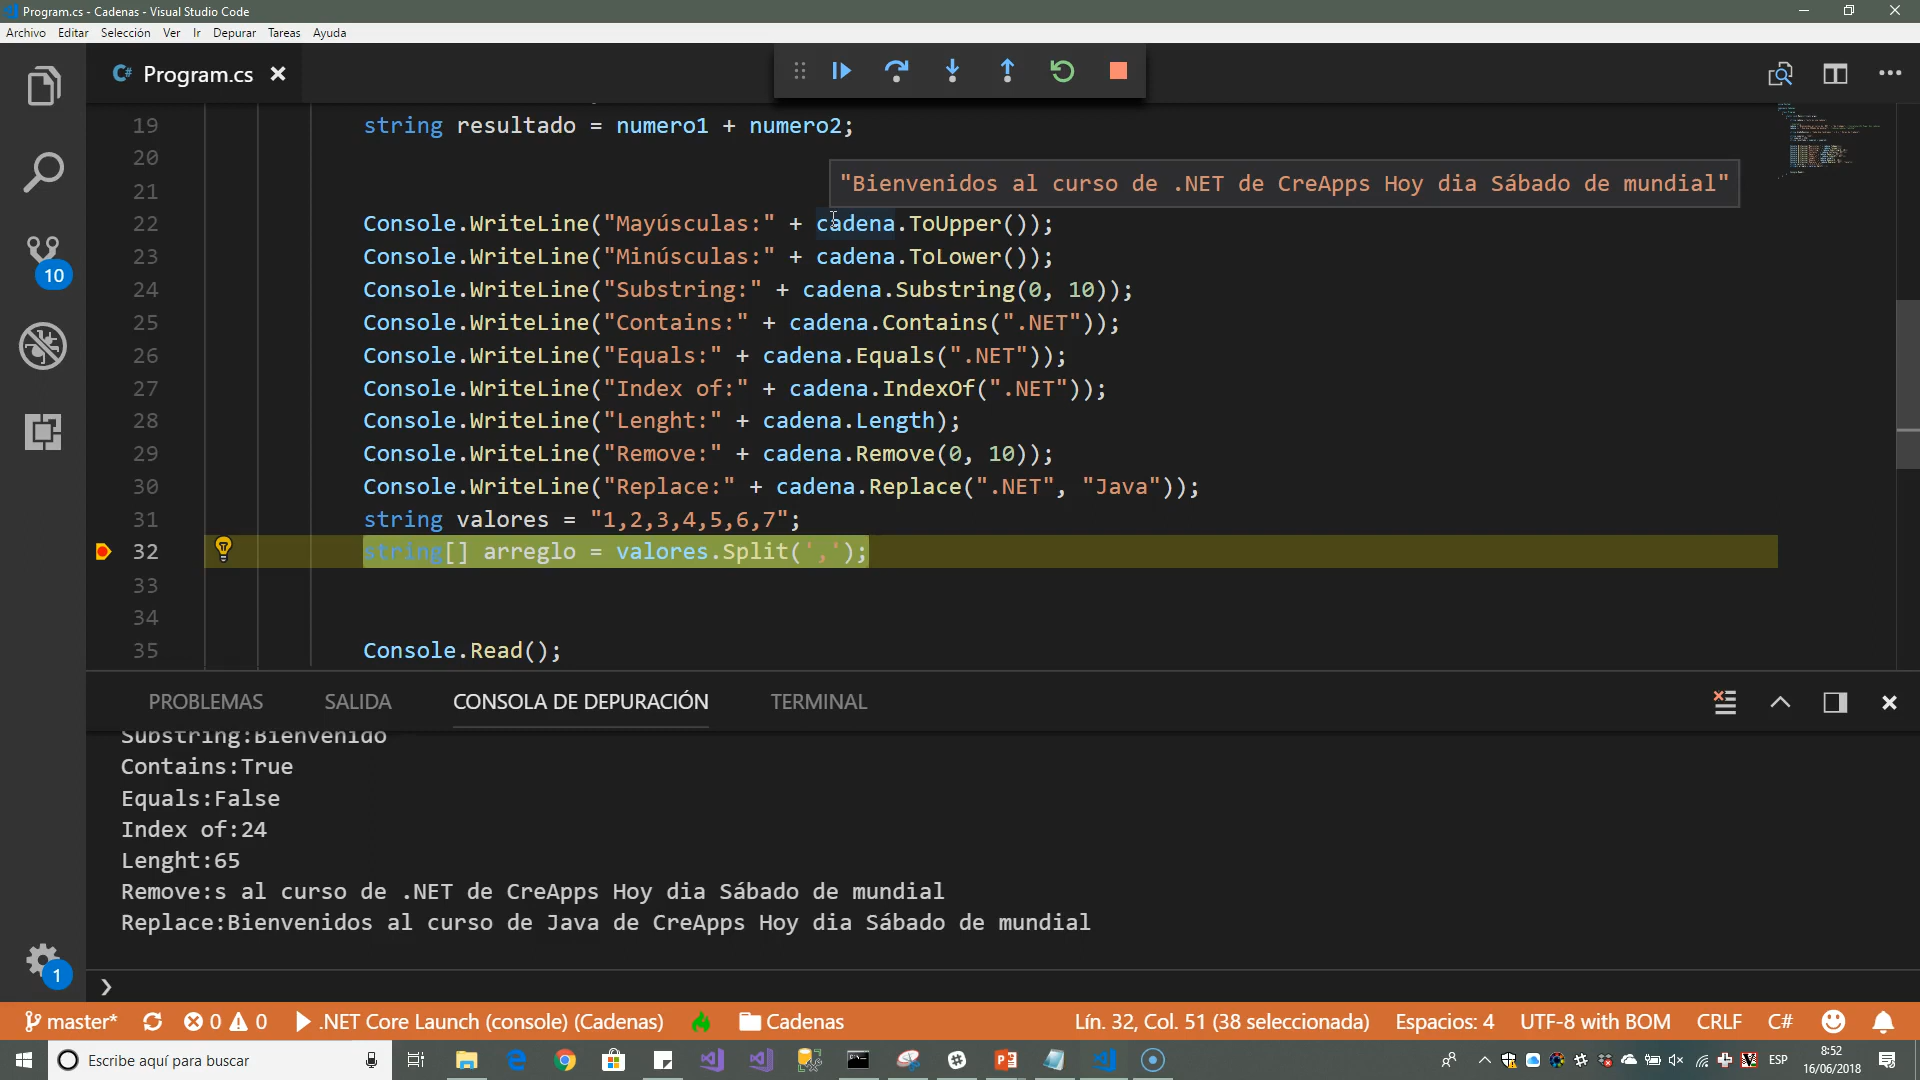 Program.cs - Cadenas - Visual Studio Code
Archivo Editar Selección Ver Ir Depurar Tareas Ayuda
C# Program.cs
19 string resultado = numero1 + numero2;
20
"Bienvenidos al curso de .NET de CreApps Hoy dia Sábado de mundial"
21
22 Console.WriteLine("Mayúsculas:" + cadena.ToUpper());
23 Console.WriteLine("Minúsculas:" + cadena.ToLower());
24 Console.WriteLine("Substring:" + cadena.Substring(0, 10));
25 Console.WriteLine("Contains:" + cadena.Contains(".NET"));
26 Console.WriteLine("Equals:" + cadena.Equals(".NET"));
27 Console.WriteLine("Index of:" + cadena.IndexOf(".NET"));
28 Console.WriteLine("Lenght:" + cadena.Length);
29 Console.WriteLine("Remove:" + cadena.Remove(0, 10));
30 Console.WriteLine("Replace:" + cadena.Replace(".NET", "Java"));
31 string valores = "1,2,3,4,5,6,7";
32 string[] arreglo = valores.Split(',');
33
34
35 Console.Read();
10
PROBLEMAS SALIDA CONSOLA DE DEPURACIÓN TERMINAL
Substring:Bienvenido
Contains:True
Equals:False
Index of:24
Lenght:65
Remove:s al curso de .NET de CreApps Hoy dia Sábado de mundial
Replace:Bienvenidos al curso de Java de CreApps Hoy dia Sábado de mundial
1
master* 0 0 .NET Core Launch (console) (Cadenas) Cadenas Lín. 32, Col. 51 (38 seleccionada) Espacios: 4 UTF-8 with BOM CRLF C#
Escribe aquí para buscar ESP 8:52
16/06/2018